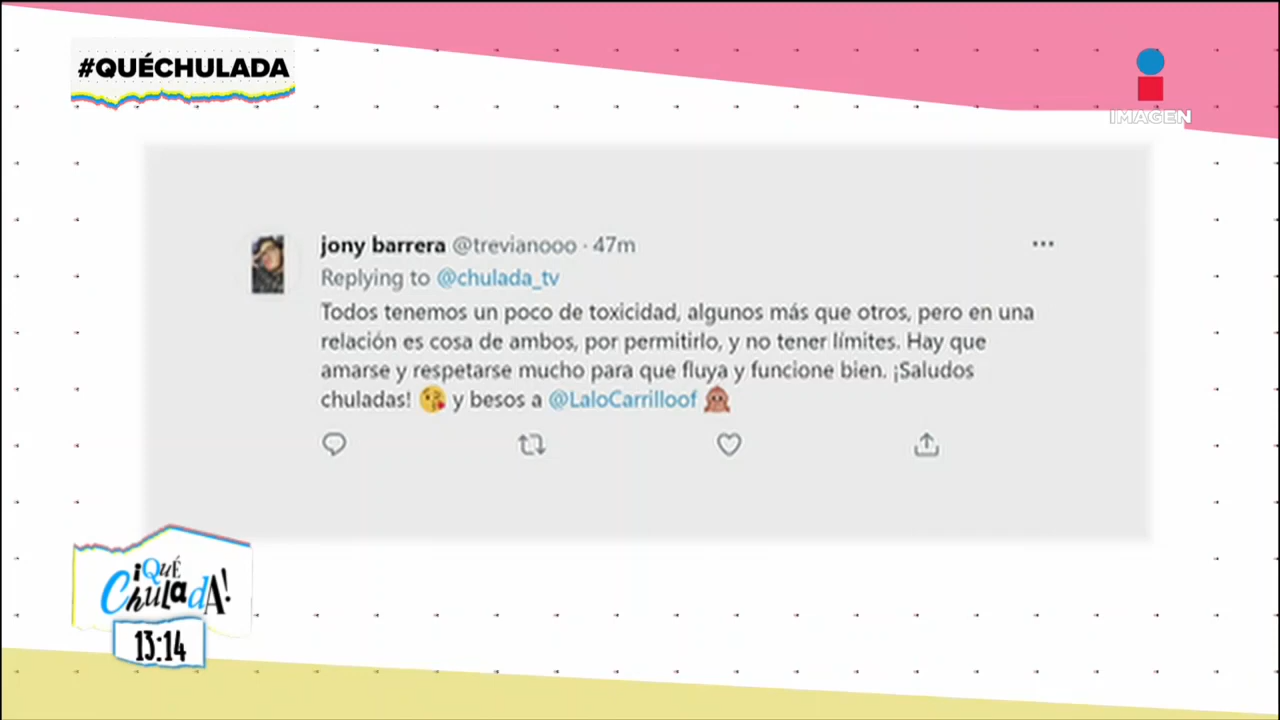 #QUÉCHULADA
IMAGEN
jony barrera @trevianooo · 47m
Replying to @chulada_tv
Todos tenemos un poco de toxicidad, algunos más que otros, pero en una
relación es cosa de ambos, por permitirlo, y no tener límites. Hay que
amarse y respetarse mucho para que fluya y funcione bien. ¡Saludos
chuladas! 😘 y besos a @LaloCarrilloof 🙊
¡QUÉ
ChuladA!
13:14